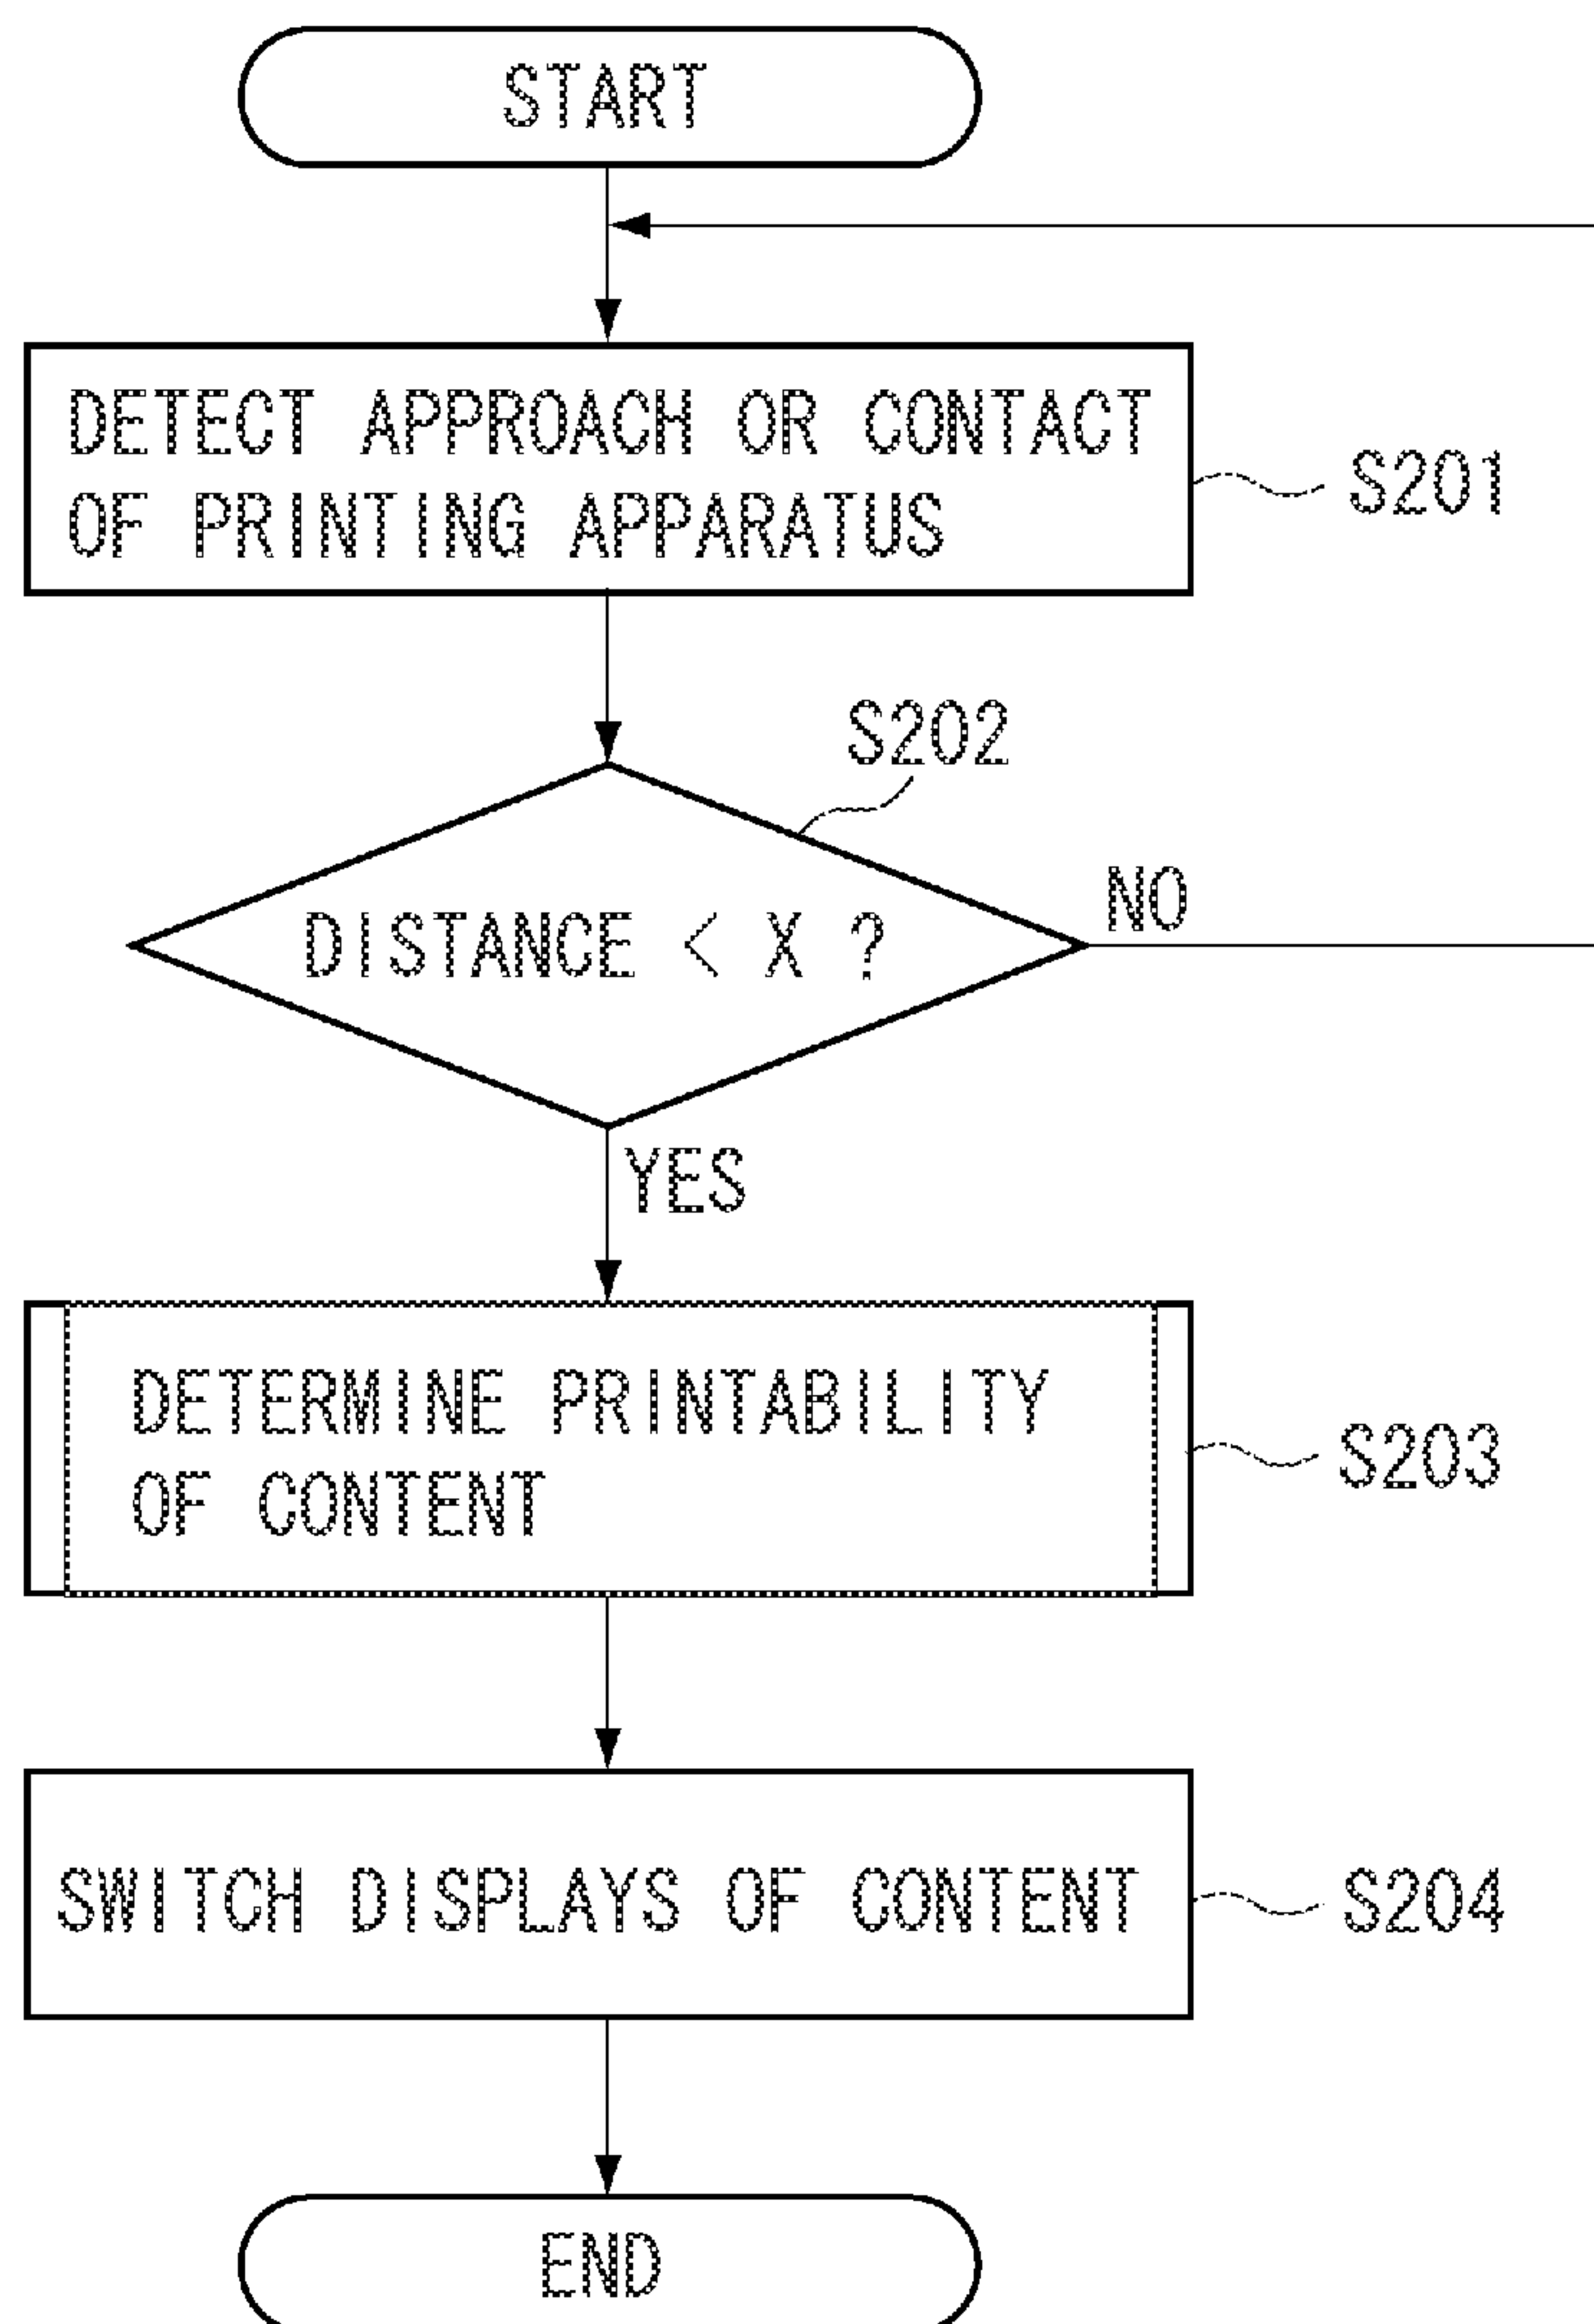 START
DETECT APPROACH OR CONTACT
OF PRINTING APPARATUS
S201
S202
DISTANCE < X ?
NO
YES
DETERMINE PRINTABILITY
OF CONTENT
S203
SWITCH DISPLAYS OF CONTENT
S204
END